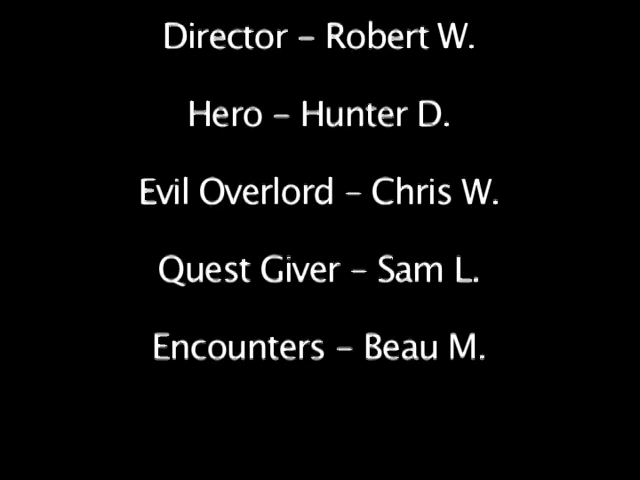 Director – Robert W.
Hero – Hunter D.
Evil Overlord – Chris W.
Quest Giver – Sam L.
Encounters – Beau M.